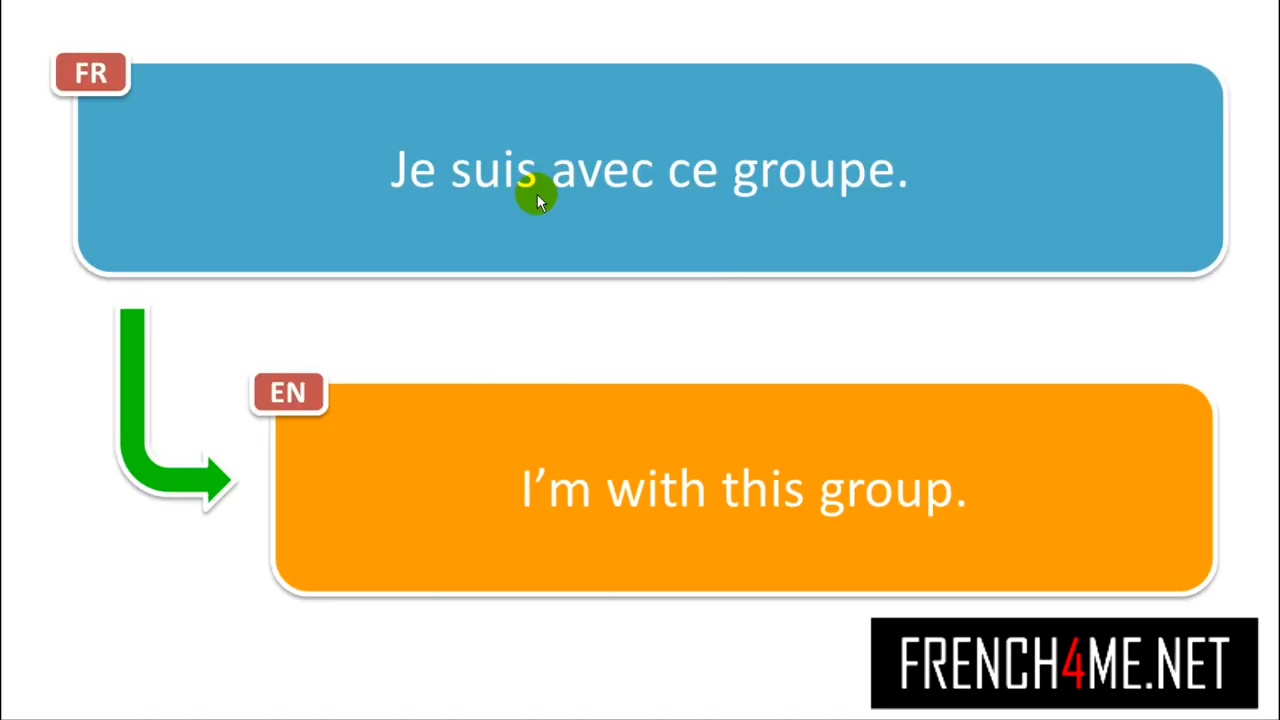 FR
Je suis avec ce groupe.
EN
I’m with this group.
FRENCH4ME.NET